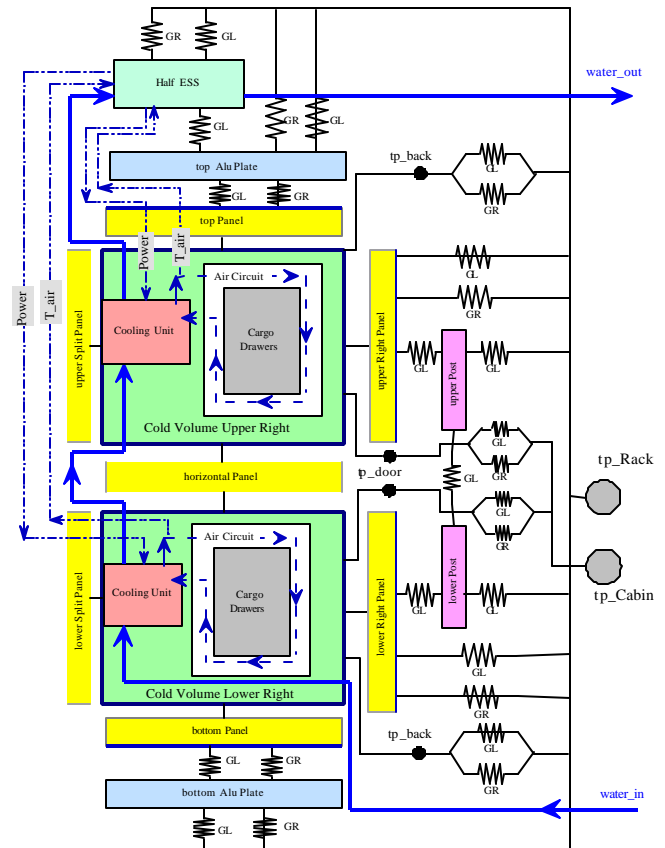 GR
GL
water_out
Half ESS
GL
GR
GL
tp_back
GL
GR
top Alu Plate
GL
GR
top Panel
Power
T_air
Power
T_air
upper Split Panel
Air Circuit
Cooling Unit
Cargo
Drawers
Cold Volume Upper Right
upper Right Panel
GL
GR
GL
upper Post
GL
GL
GR
GL
tp_door
tp_Rack
horizontal Panel
GL
GR
lower Split Panel
Air Circuit
Cooling Unit
Cargo
Drawers
Cold Volume Lower Right
lower Right Panel
GL
lower Post
GL
tp_Cabin
GL
GR
bottom Panel
tp_back
GL
GR
GL
GR
bottom Alu Plate
water_in
GL
GR